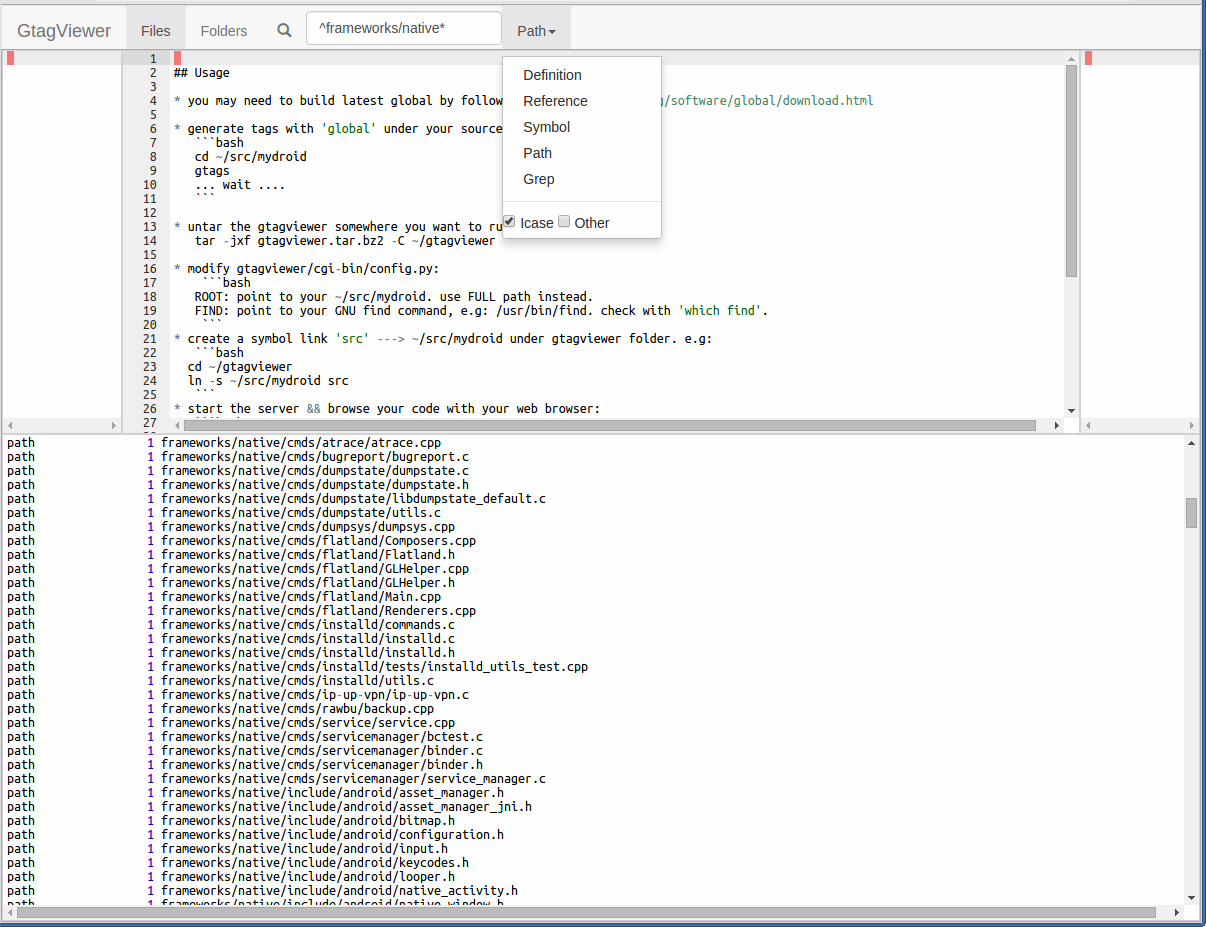 GtagViewer Files Folders ^frameworks/native* Path
Definition
Reference
Symbol
Path
Grep
Icase Other
1
2 ## Usage
3
4 * you may need to build latest global by follow /software/global/download.html
5
6 * generate tags with 'global' under your source
7 ```bash
8 cd ~/src/mydroid
9 gtags
10 ... wait ....
11 ```
12
13 * untar the gtagviewer somewhere you want to ru
14 tar -jxf gtagviewer.tar.bz2 -C ~/gtagviewer
15
16 * modify gtagviewer/cgi-bin/config.py:
17 ```bash
18 ROOT: point to your ~/src/mydroid. use FULL path instead.
19 FIND: point to your GNU find command, e.g: /usr/bin/find. check with 'which find'.
20 ```
21 * create a symbol link 'src' ---> ~/src/mydroid under gtagviewer folder. e.g:
22 ```bash
23 cd ~/gtagviewer
24 ln -s ~/src/mydroid src
25 ```
26 * start the server && browse your code with your web browser:
27
path 1 frameworks/native/cmds/atrace/atrace.cpp
path 1 frameworks/native/cmds/bugreport/bugreport.c
path 1 frameworks/native/cmds/dumpstate/dumpstate.c
path 1 frameworks/native/cmds/dumpstate/dumpstate.h
path 1 frameworks/native/cmds/dumpstate/libdumpstate_default.c
path 1 frameworks/native/cmds/dumpstate/utils.c
path 1 frameworks/native/cmds/dumpsys/dumpsys.cpp
path 1 frameworks/native/cmds/flatland/Composers.cpp
path 1 frameworks/native/cmds/flatland/Flatland.h
path 1 frameworks/native/cmds/flatland/GLHelper.cpp
path 1 frameworks/native/cmds/flatland/GLHelper.h
path 1 frameworks/native/cmds/flatland/Main.cpp
path 1 frameworks/native/cmds/flatland/Renderers.cpp
path 1 frameworks/native/cmds/installd/commands.c
path 1 frameworks/native/cmds/installd/installd.c
path 1 frameworks/native/cmds/installd/installd.h
path 1 frameworks/native/cmds/installd/tests/installd_utils_test.cpp
path 1 frameworks/native/cmds/installd/utils.c
path 1 frameworks/native/cmds/ip-up-vpn/ip-up-vpn.c
path 1 frameworks/native/cmds/rawbu/backup.cpp
path 1 frameworks/native/cmds/service/service.cpp
path 1 frameworks/native/cmds/servicemanager/bctest.c
path 1 frameworks/native/cmds/servicemanager/binder.c
path 1 frameworks/native/cmds/servicemanager/binder.h
path 1 frameworks/native/cmds/servicemanager/service_manager.c
path 1 frameworks/native/include/android/asset_manager.h
path 1 frameworks/native/include/android/asset_manager_jni.h
path 1 frameworks/native/include/android/bitmap.h
path 1 frameworks/native/include/android/configuration.h
path 1 frameworks/native/include/android/input.h
path 1 frameworks/native/include/android/keycodes.h
path 1 frameworks/native/include/android/looper.h
path 1 frameworks/native/include/android/native_activity.h
path 1 frameworks/native/include/android/native_window.h